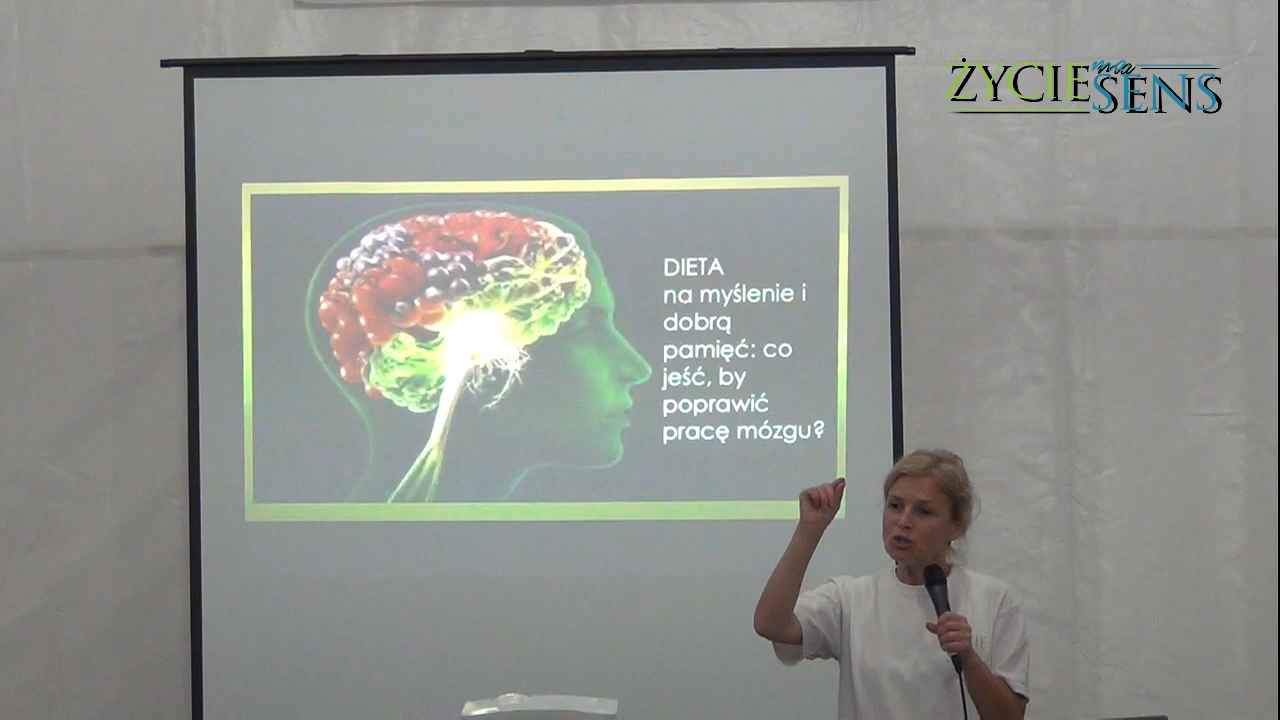 ŻYCIE ma SENS
DIETA
na myślenie i
dobrą
pamięć: co
jeść, by
poprawić
pracę mózgu?